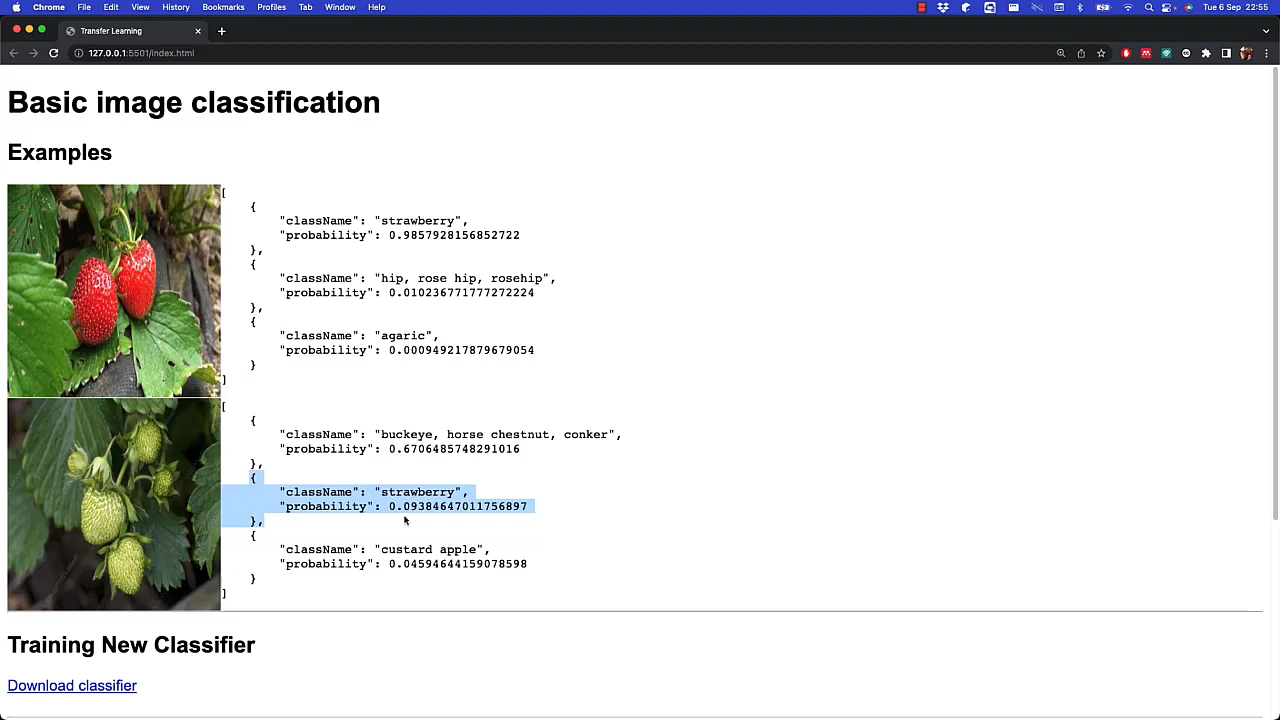 Chrome File Edit View History Bookmarks Profiles Tab Window Help Tue 6 Sep 22:55
Transfer Learning
127.0.0.1:5501/index.html
Basic image classification
Examples
[
{
"className": "strawberry",
"probability": 0.9857928156852722
},
{
"className": "hip, rose hip, rosehip",
"probability": 0.010236771777272224
},
{
"className": "agaric",
"probability": 0.000949217879679054
}
]
[
{
"className": "buckeye, horse chestnut, conker",
"probability": 0.6706485748291016
},
{
"className": "strawberry",
"probability": 0.09384647011756897
},
{
"className": "custard apple",
"probability": 0.04594644159078598
}
]
Training New Classifier
Download classifier